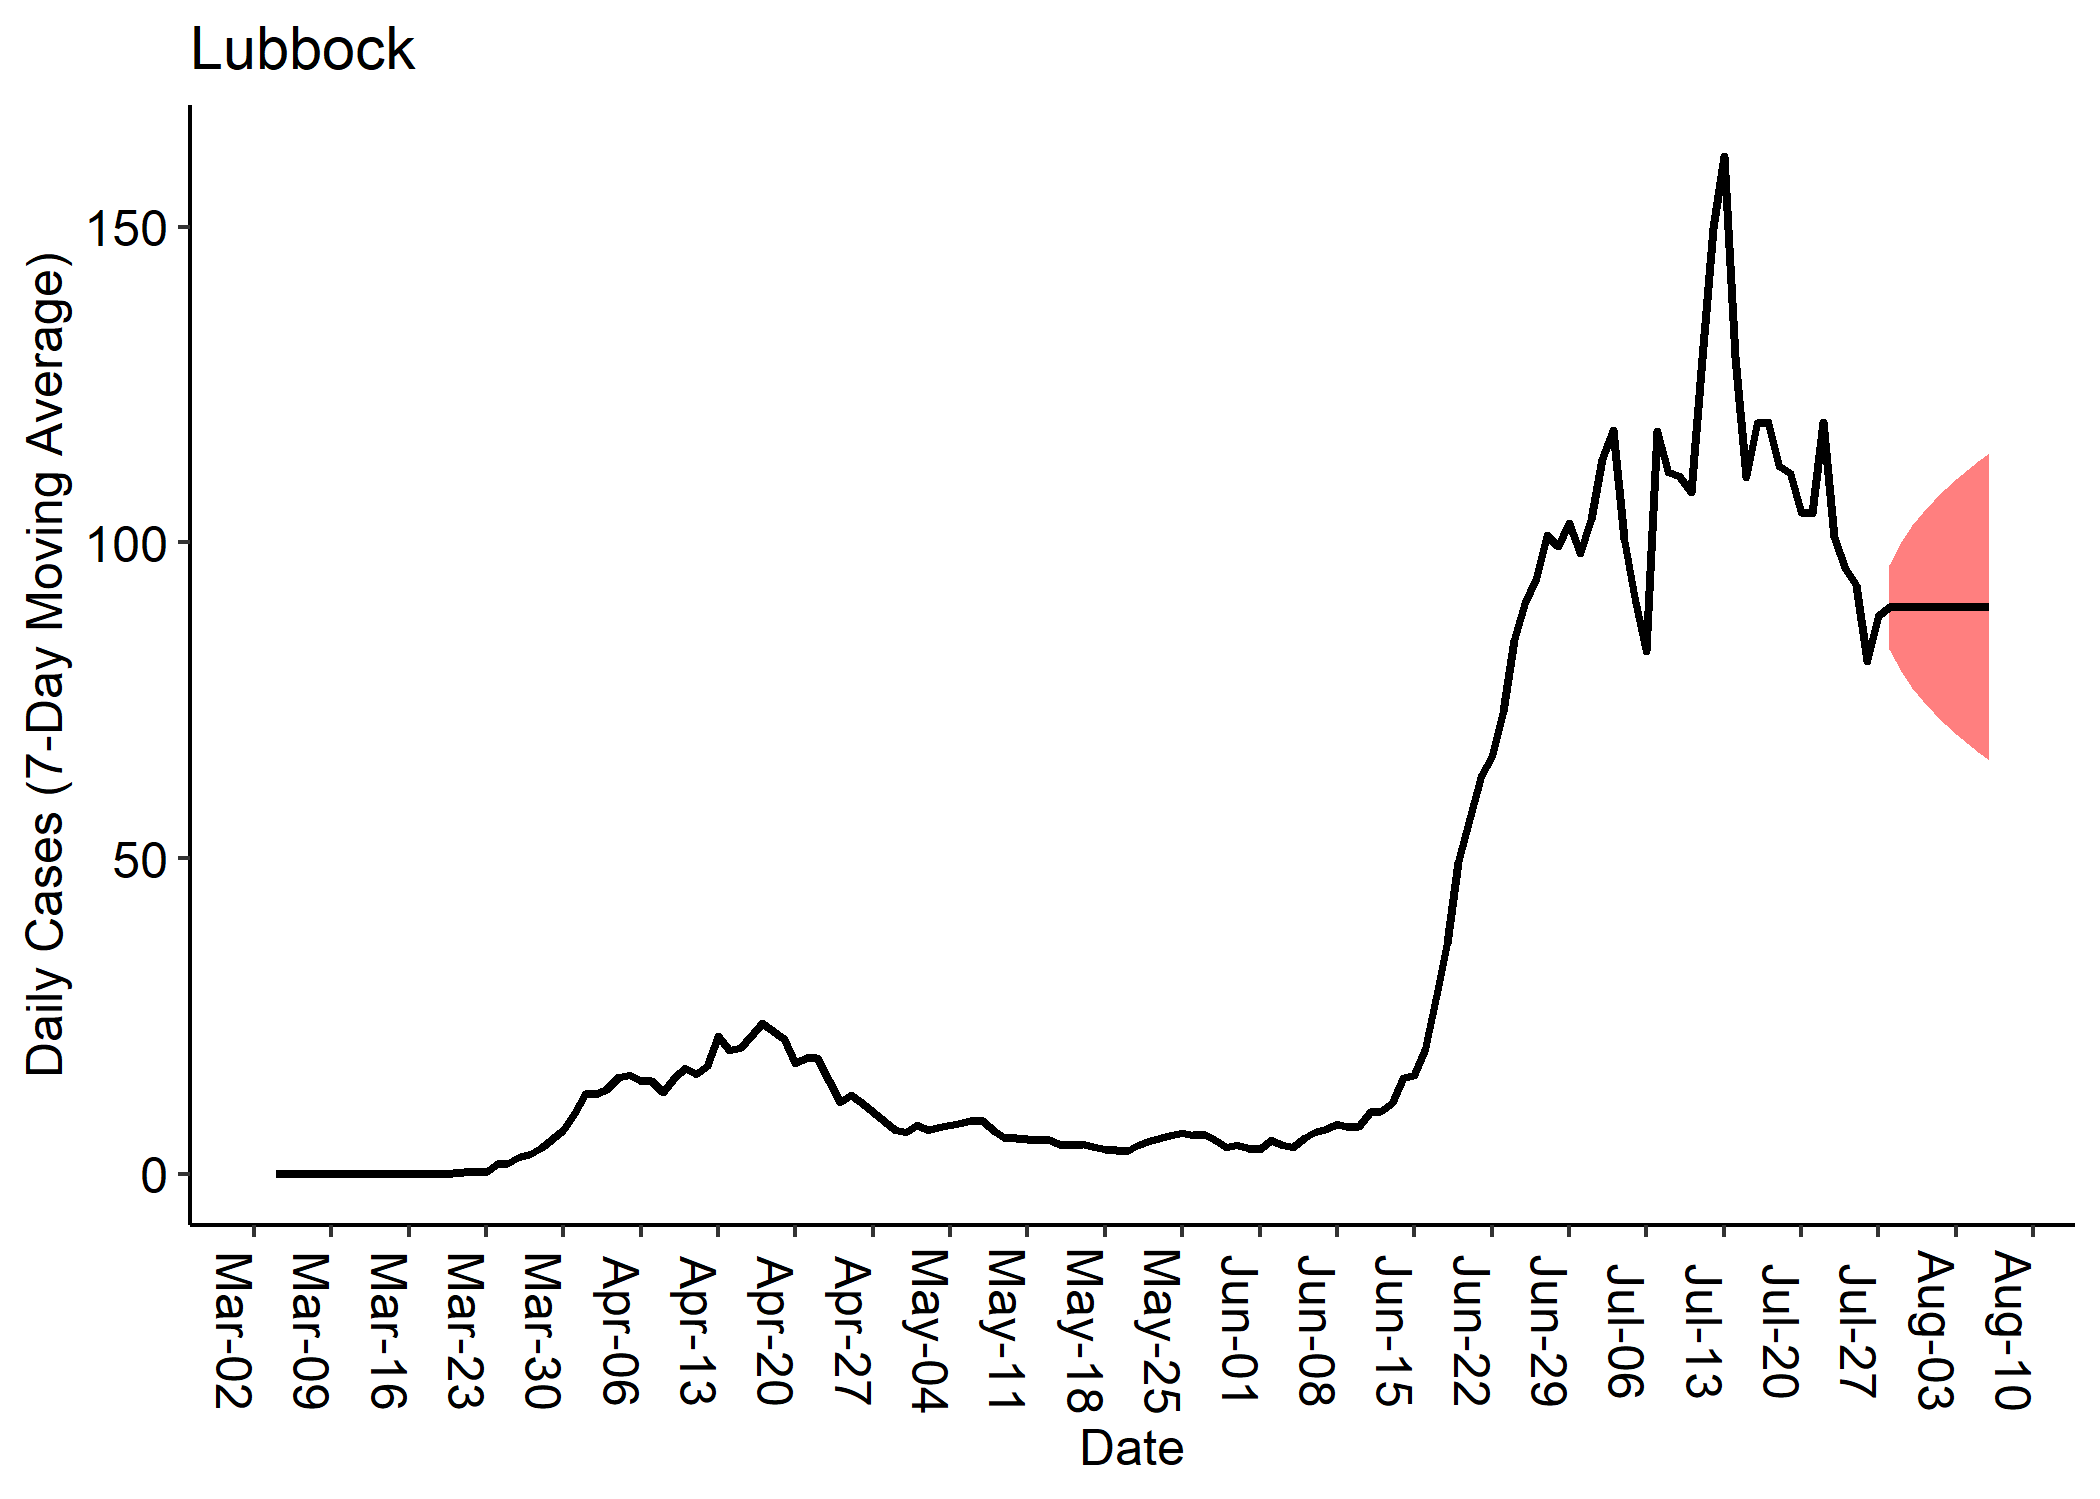 Lubbock
Daily Cases (7-Day Moving Average)
150
100
50
0
Mar-02
Mar-09
Mar-16
Mar-23
Mar-30
Apr-06
Apr-13
Apr-20
Apr-27
May-04
May-11
May-18
May-25
Jun-01
Jun-08
Jun-15
Jun-22
Jun-29
Jul-06
Jul-13
Jul-20
Jul-27
Aug-03
Aug-10
Date